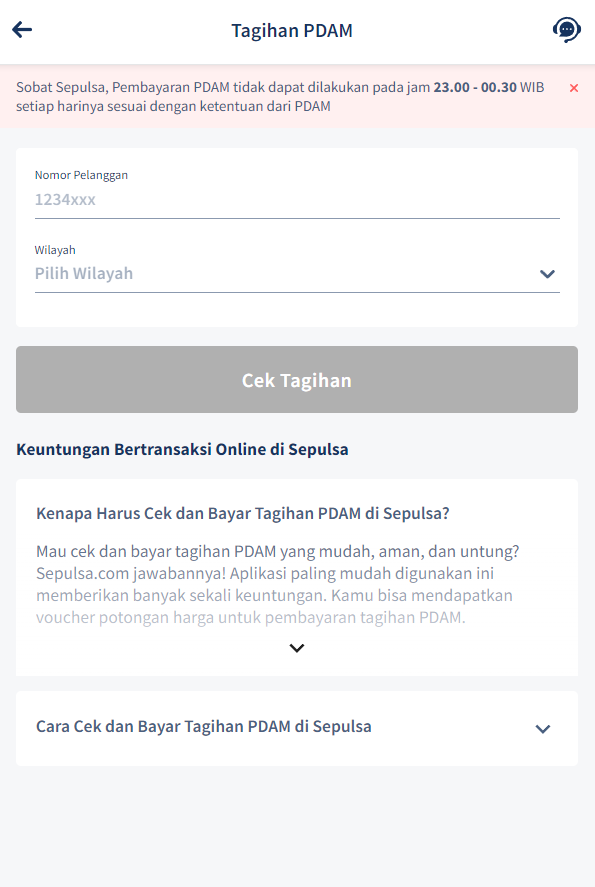 Tagihan PDAM
Sobat Sepulsa, Pembayaran PDAM tidak dapat dilakukan pada jam 23.00 - 00.30 WIB
setiap harinya sesuai dengan ketentuan dari PDAM
Nomor Pelanggan
1234xxx
Wilayah
Pilih Wilayah
Cek Tagihan
Keuntungan Bertransaksi Online di Sepulsa
Kenapa Harus Cek dan Bayar Tagihan PDAM di Sepulsa?
Mau cek dan bayar tagihan PDAM yang mudah, aman, dan untung?
Sepulsa.com jawabannya! Aplikasi paling mudah digunakan ini
memberikan banyak sekali keuntungan. Kamu bisa mendapatkan
voucher potongan harga untuk pembayaran tagihan PDAM.
Cara Cek dan Bayar Tagihan PDAM di Sepulsa